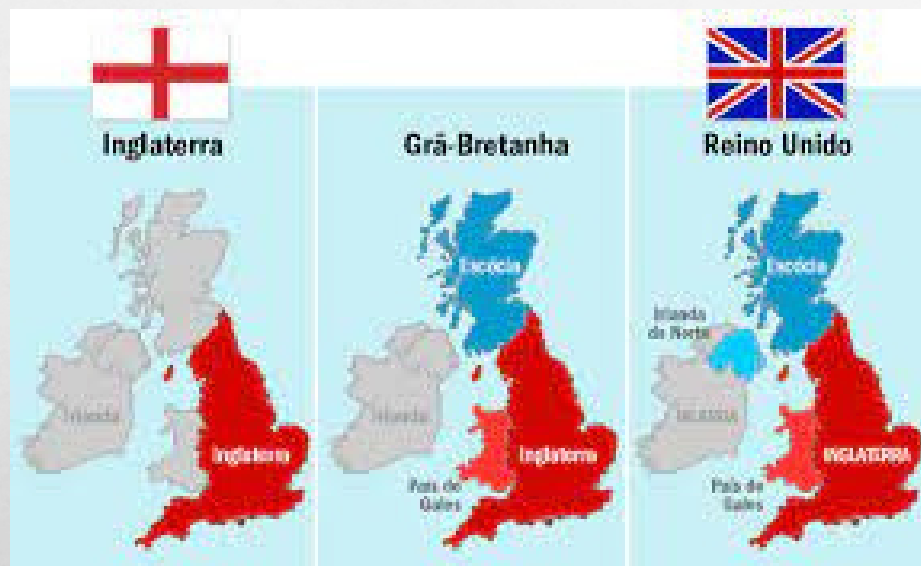 Inglaterra
Irlanda
Inglaterra
Grã-Bretanha
Escócia
Irlanda
Inglaterra
País de
Gales
Reino Unido
Escócia
Irlanda
do Norte
IRLANDA
INGLATERRA
País de
Gales